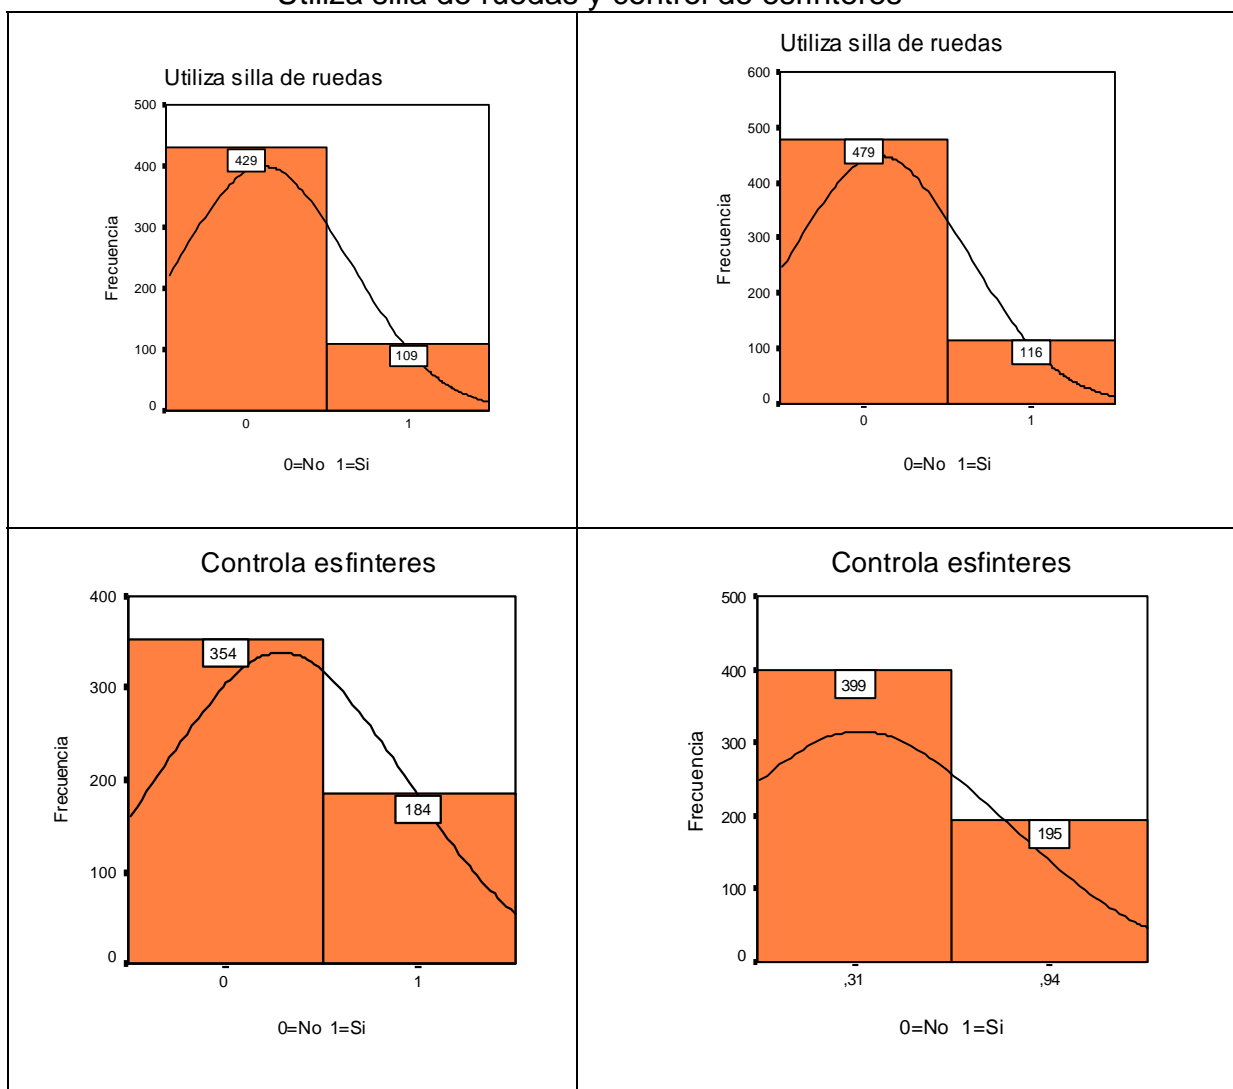 Utiliza silla de ruedas y control de esfínteres
Utiliza silla de ruedas
500
400
300
200
100
0
Frecuencia
429
109
0 1
0=No 1=Si
Utiliza silla de ruedas
600
500
400
300
200
100
0
Frecuencia
479
116
0 1
0=No 1=Si
Controla esfinteres
400
300
200
100
0
Frecuencia
354
184
0 1
0=No 1=Si
Controla esfinteres
500
400
300
200
100
0
Frecuencia
399
195
,31 ,94
0=No 1=Si